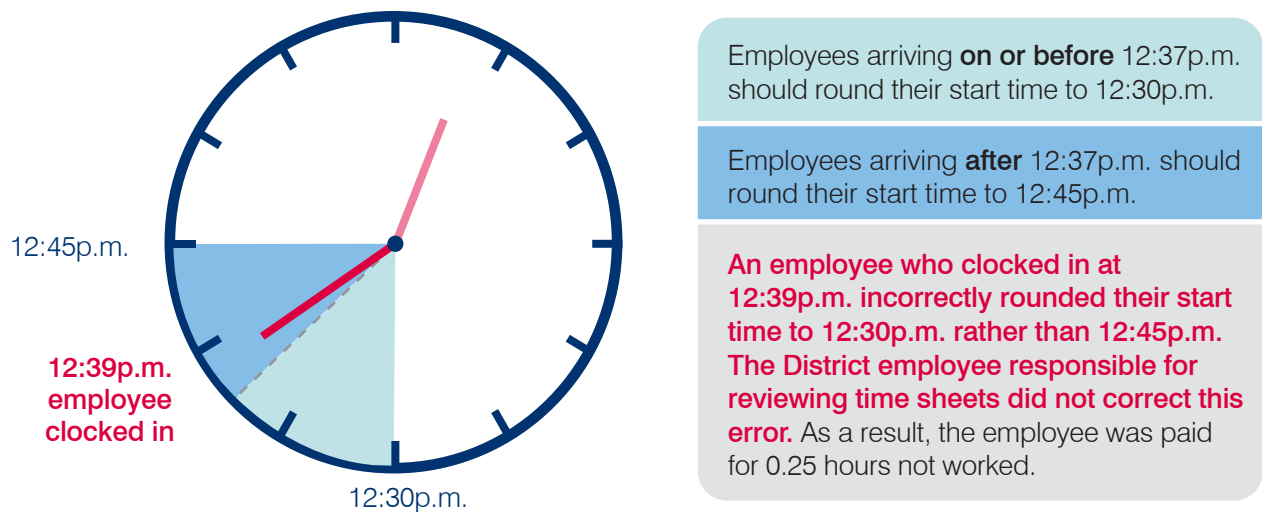 12:45p.m.
12:39p.m.
employee
clocked in
12:30p.m.
Employees arriving on or before 12:37p.m.
should round their start time to 12:30p.m.
Employees arriving after 12:37p.m. should
round their start time to 12:45p.m.
An employee who clocked in at
12:39p.m. incorrectly rounded their start
time to 12:30p.m. rather than 12:45p.m.
The District employee responsible for
reviewing time sheets did not correct this
error. As a result, the employee was paid
for 0.25 hours not worked.